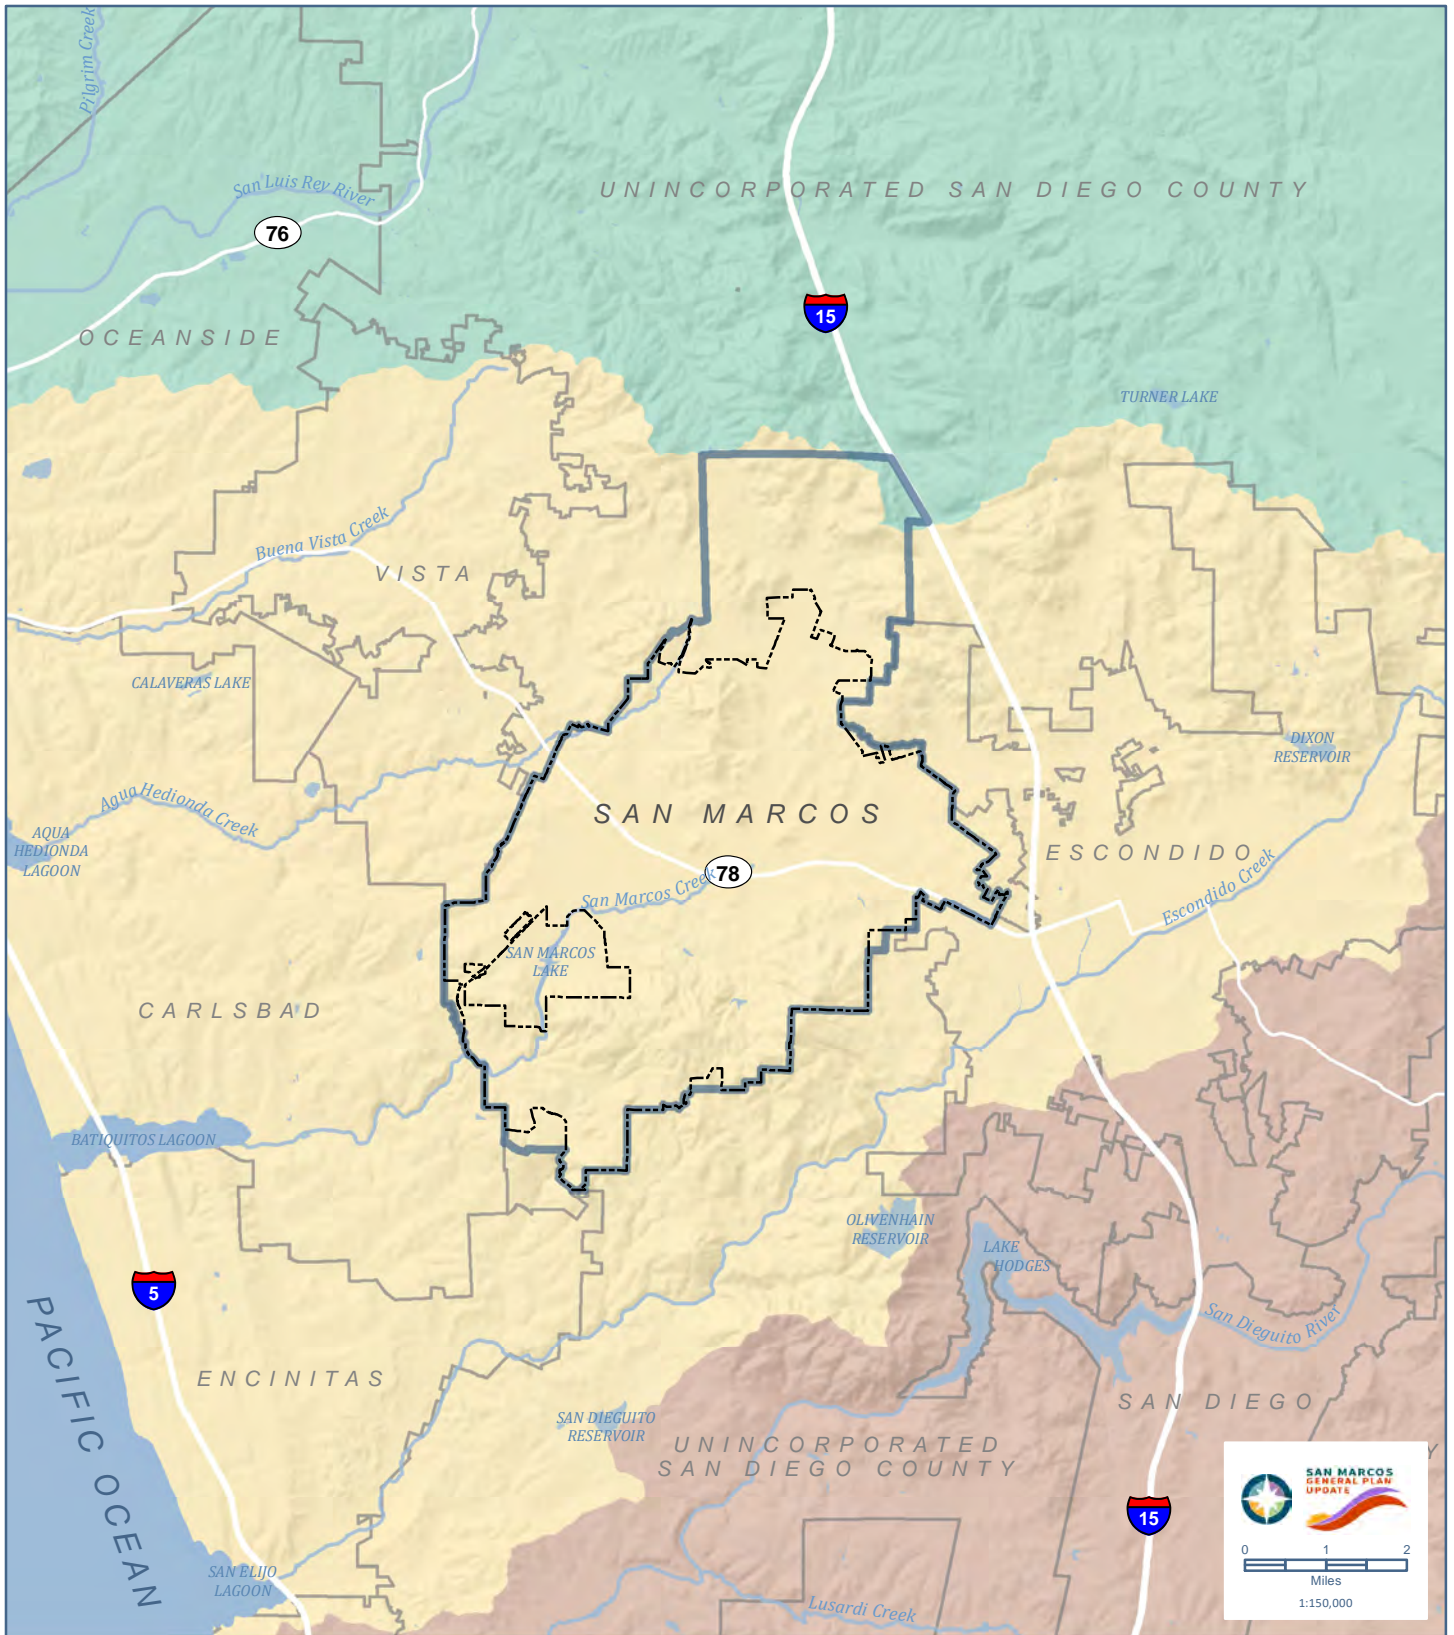 Pilgrim Creek
San Luis Rey River
UNINCORPORATED SAN DIEGO COUNTY
76
15
OCEANSIDE
TURNER LAKE
Buena Vista Creek
VISTA
CALAVERAS LAKE
DIXON
RESERVOIR
Agua Hedionda Creek
SAN MARCOS
AQUA
HEDIONDA
LAGOON
ESCONDIDO
78
San Marcos Creek
Escondido Creek
SAN MARCOS
LAKE
CARLSBAD
BATIQUITOS LAGOON
OLIVENHAIN
RESERVOIR
LAKE
HODGES
5
San Dieguito River
PACIFIC OCEAN
ENCINITAS
SAN DIEGO
SAN DIEGUITO
RESERVOIR
UNINCORPORATED
SAN DIEGO COUNTY
Y
SAN MARCOS
GENERAL PLAN
UPDATE
15
0 1 2
Miles
1:150,000
SAN ELIJO
LAGOON
Lusardi Creek